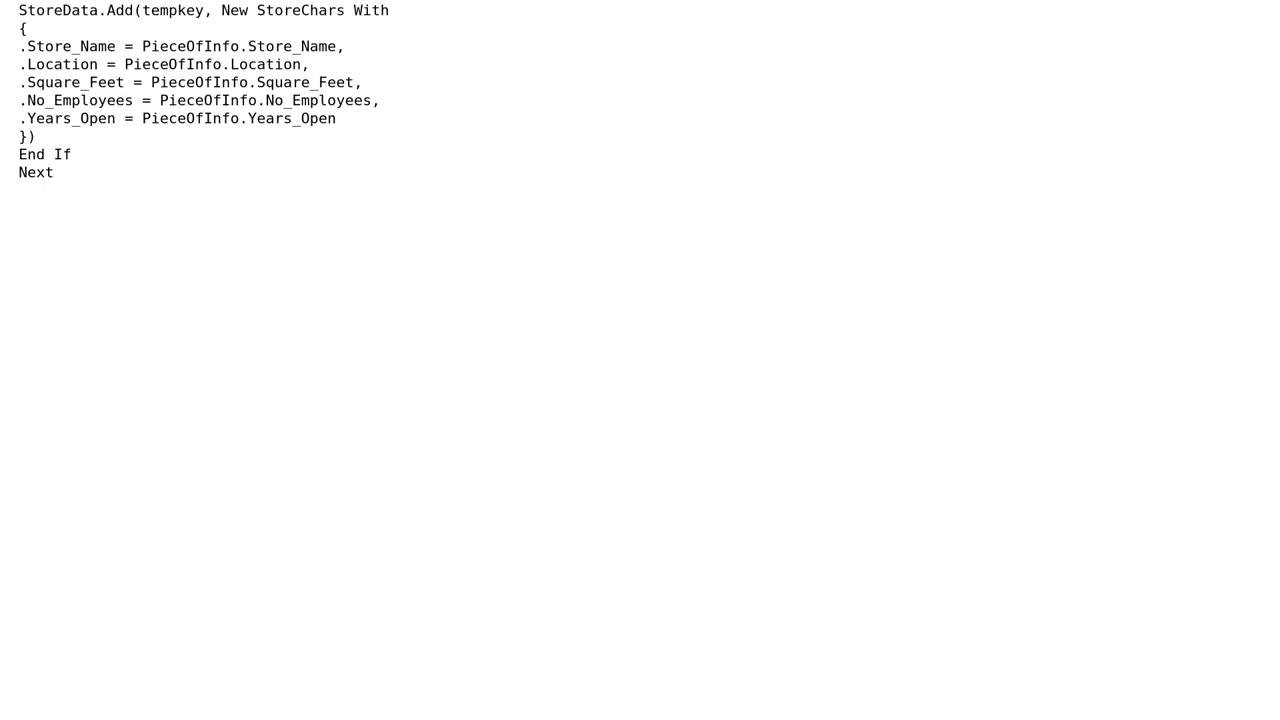 StoreData.Add(tempkey, New StoreChars With
{
.Store_Name = PieceOfInfo.Store_Name,
.Location = PieceOfInfo.Location,
.Square_Feet = PieceOfInfo.Square_Feet,
.No_Employees = PieceOfInfo.No_Employees,
.Years_Open = PieceOfInfo.Years_Open
})
End If
Next